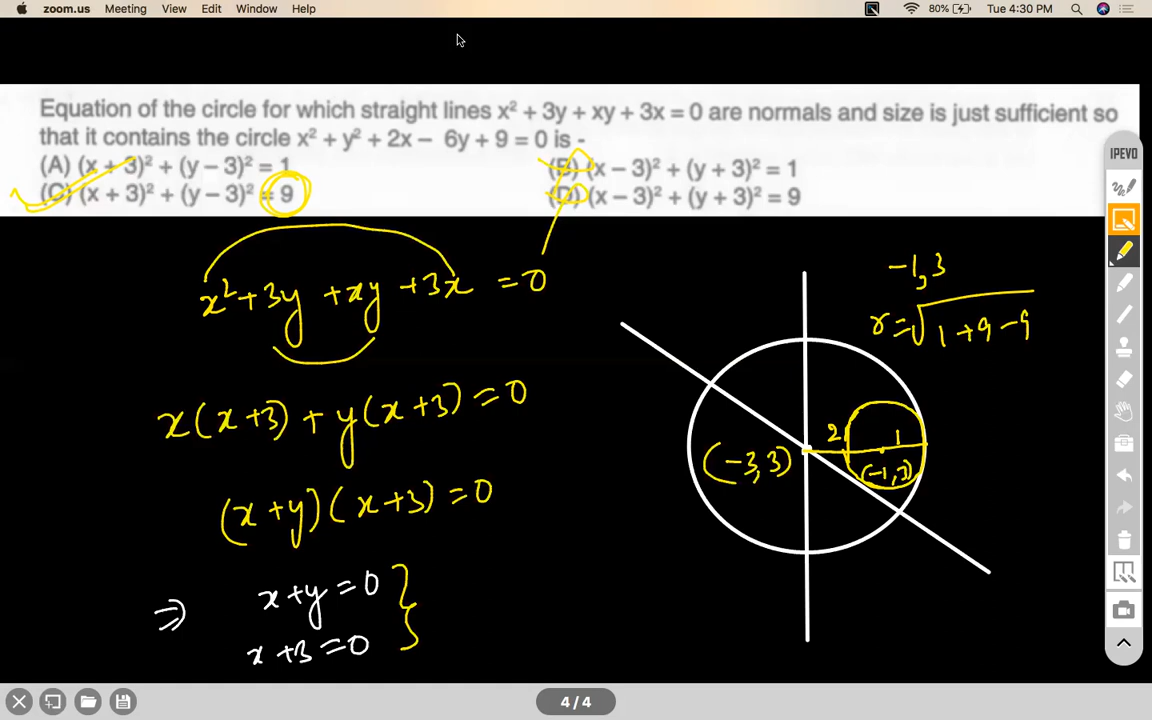 zoom.us Meeting View Edit Window Help 80% Tue 4:30 PM
Equation of the circle for which straight lines x² + 3y + xy + 3x = 0 are normals and size is just sufficient so
that it contains the circle x² + y² + 2x – 6y + 9 = 0 is -
(A) (x + 3)² + (y – 3)² = 1 (B) (x – 3)² + (y + 3)² = 1
(C) (x + 3)² + (y – 3)² = 9 (D) (x – 3)² + (y + 3)² = 9
IPEVO
x² + 3y + xy + 3x = 0
-1, 3
r = √1 + 9 - 9
x(x+3) + y(x+3) = 0
2 1
(-3, 3) (-1, 3)
(x+y)(x+3) = 0
⇒ x + y = 0 }
x + 3 = 0
4 / 4